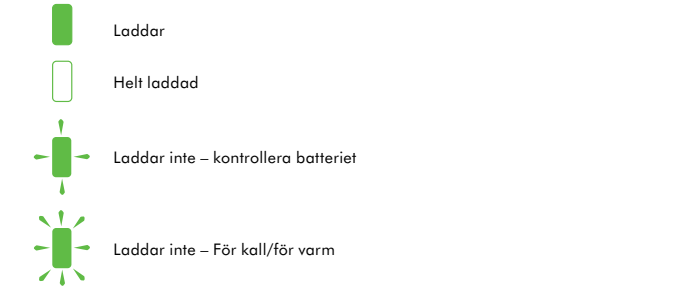 Laddar
Helt laddad
Laddar inte – kontrollera batteriet
Laddar inte – För kall/för varm